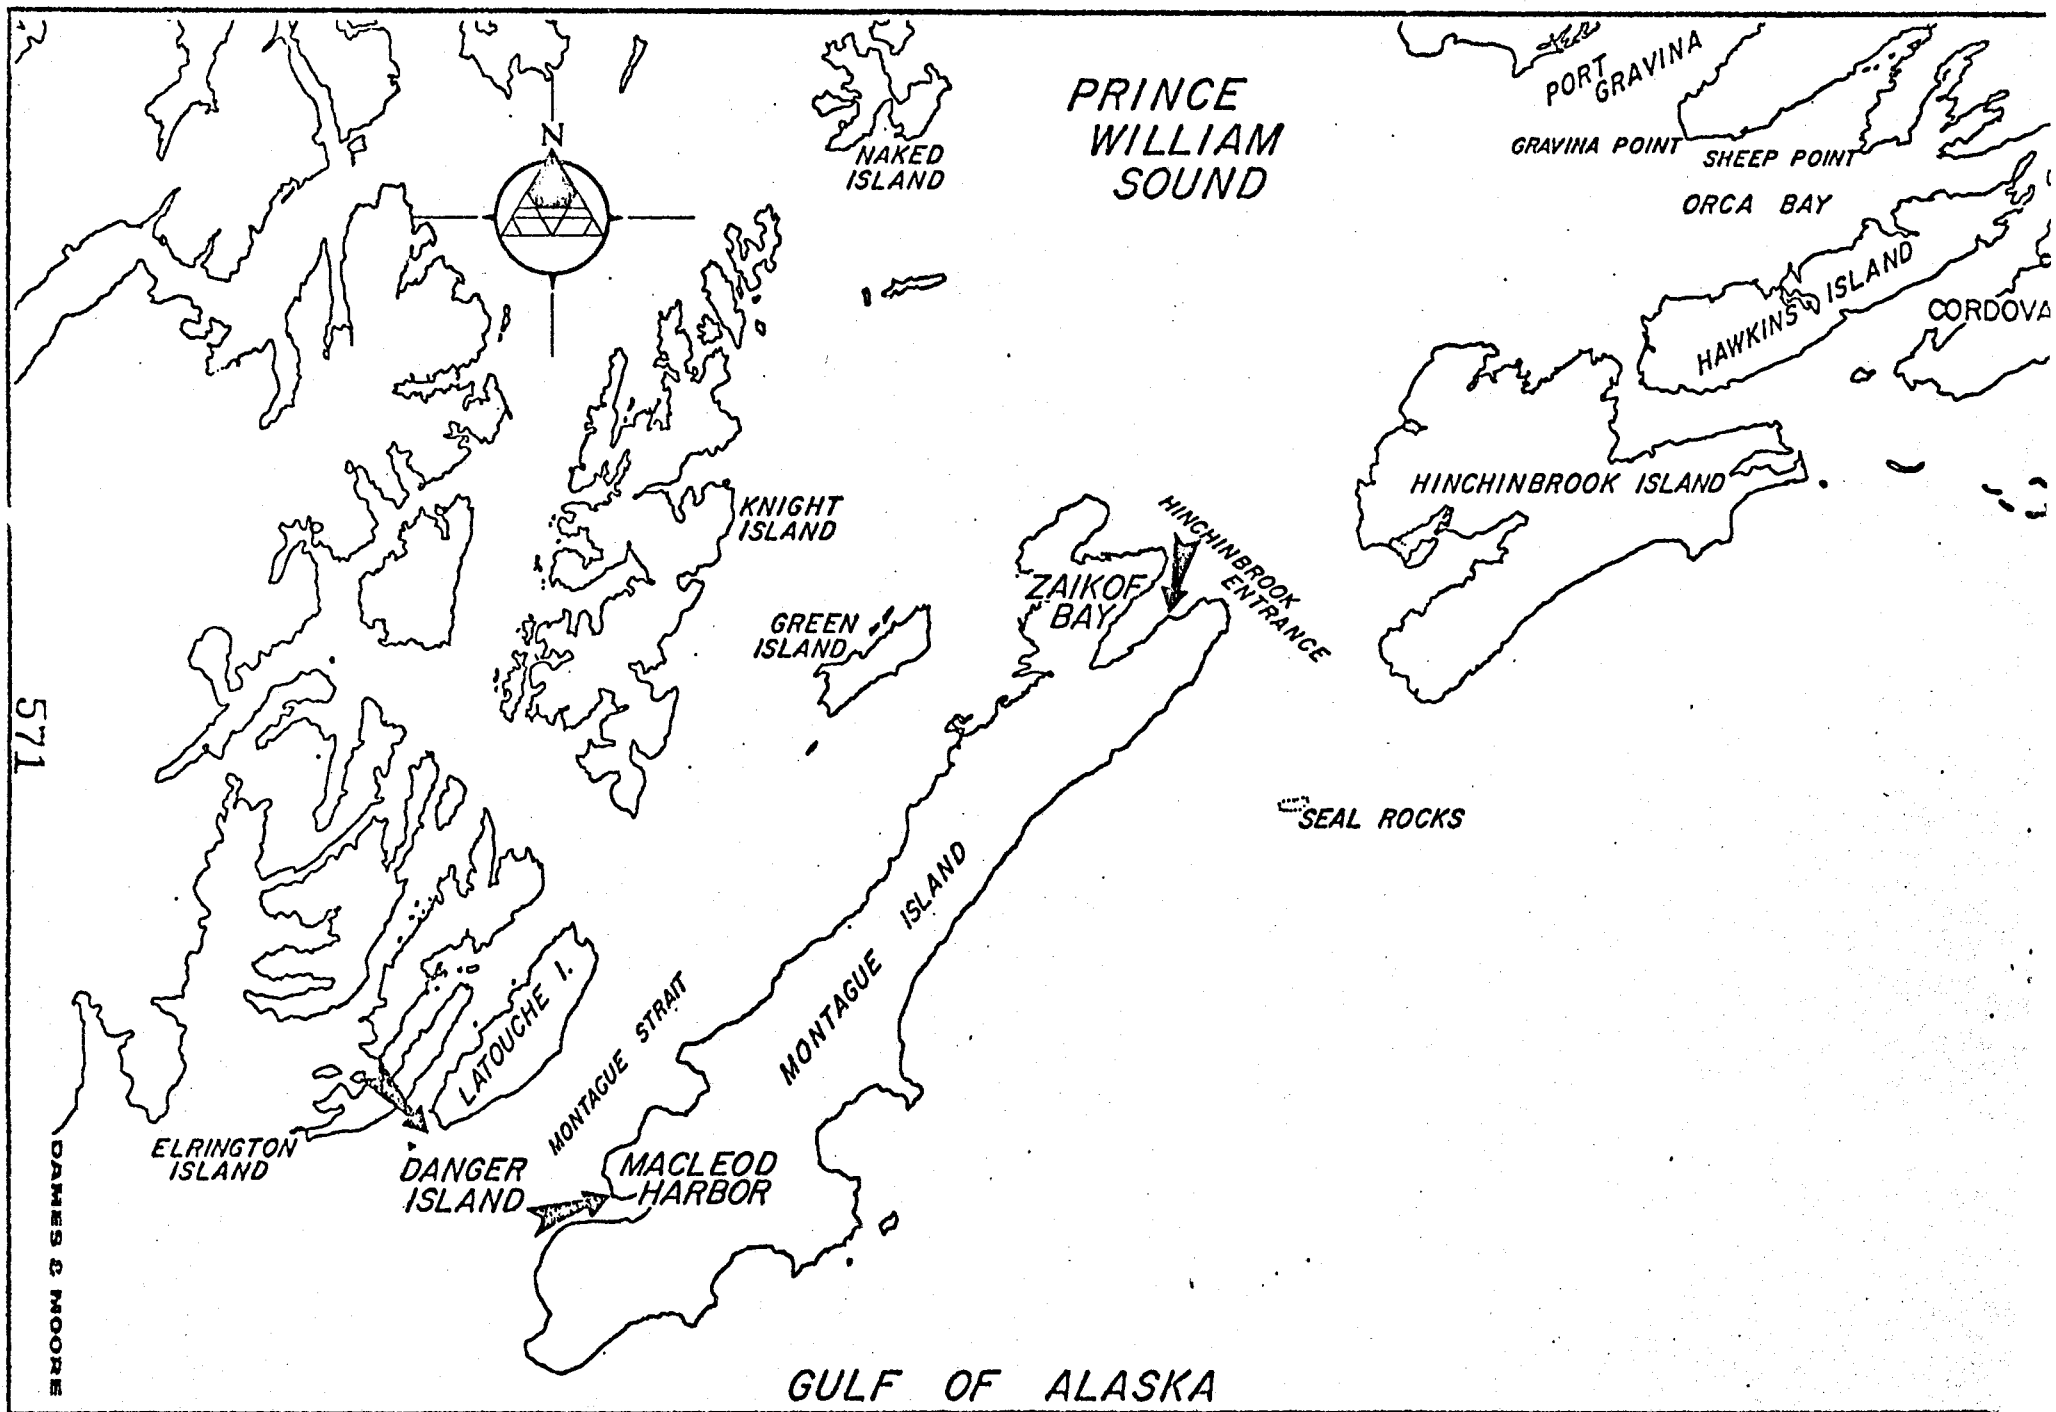 PORT
GRAVINA
PRINCE
WILLIAM
SOUND
N
NAKED
ISLAND
GRAVINA POINT
SHEEP POINT
ORCA BAY
HAWKINS ISLAND
CORDOVA
HINCHINBROOK ISLAND
KNIGHT
ISLAND
HINCHINBROOK
ENTRANCE
ZAIKOF
BAY
GREEN
ISLAND
571
SEAL ROCKS
MONTAGUE ISLAND
LATOUCHE I.
MONTAGUE STRAIT
ELRINGTON
ISLAND
DANGER
ISLAND
MACLEOD
HARBOR
DAMES & MOORE
GULF OF ALASKA